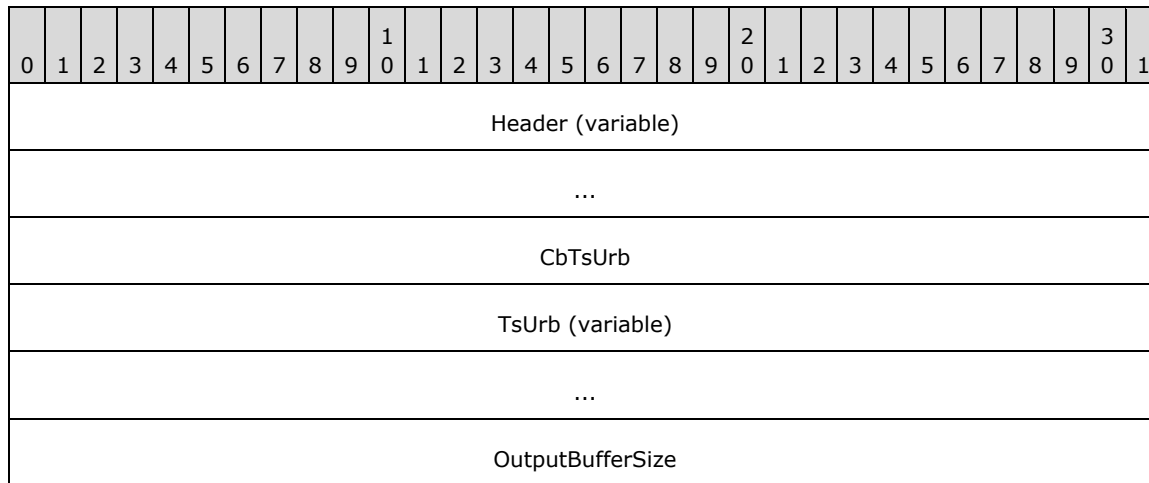 1 2 3
0 1 2 3 4 5 6 7 8 9 0 1 2 3 4 5 6 7 8 9 0 1 2 3 4 5 6 7 8 9 0 1
Header (variable)
...
CbTsUrb
TsUrb (variable)
...
OutputBufferSize